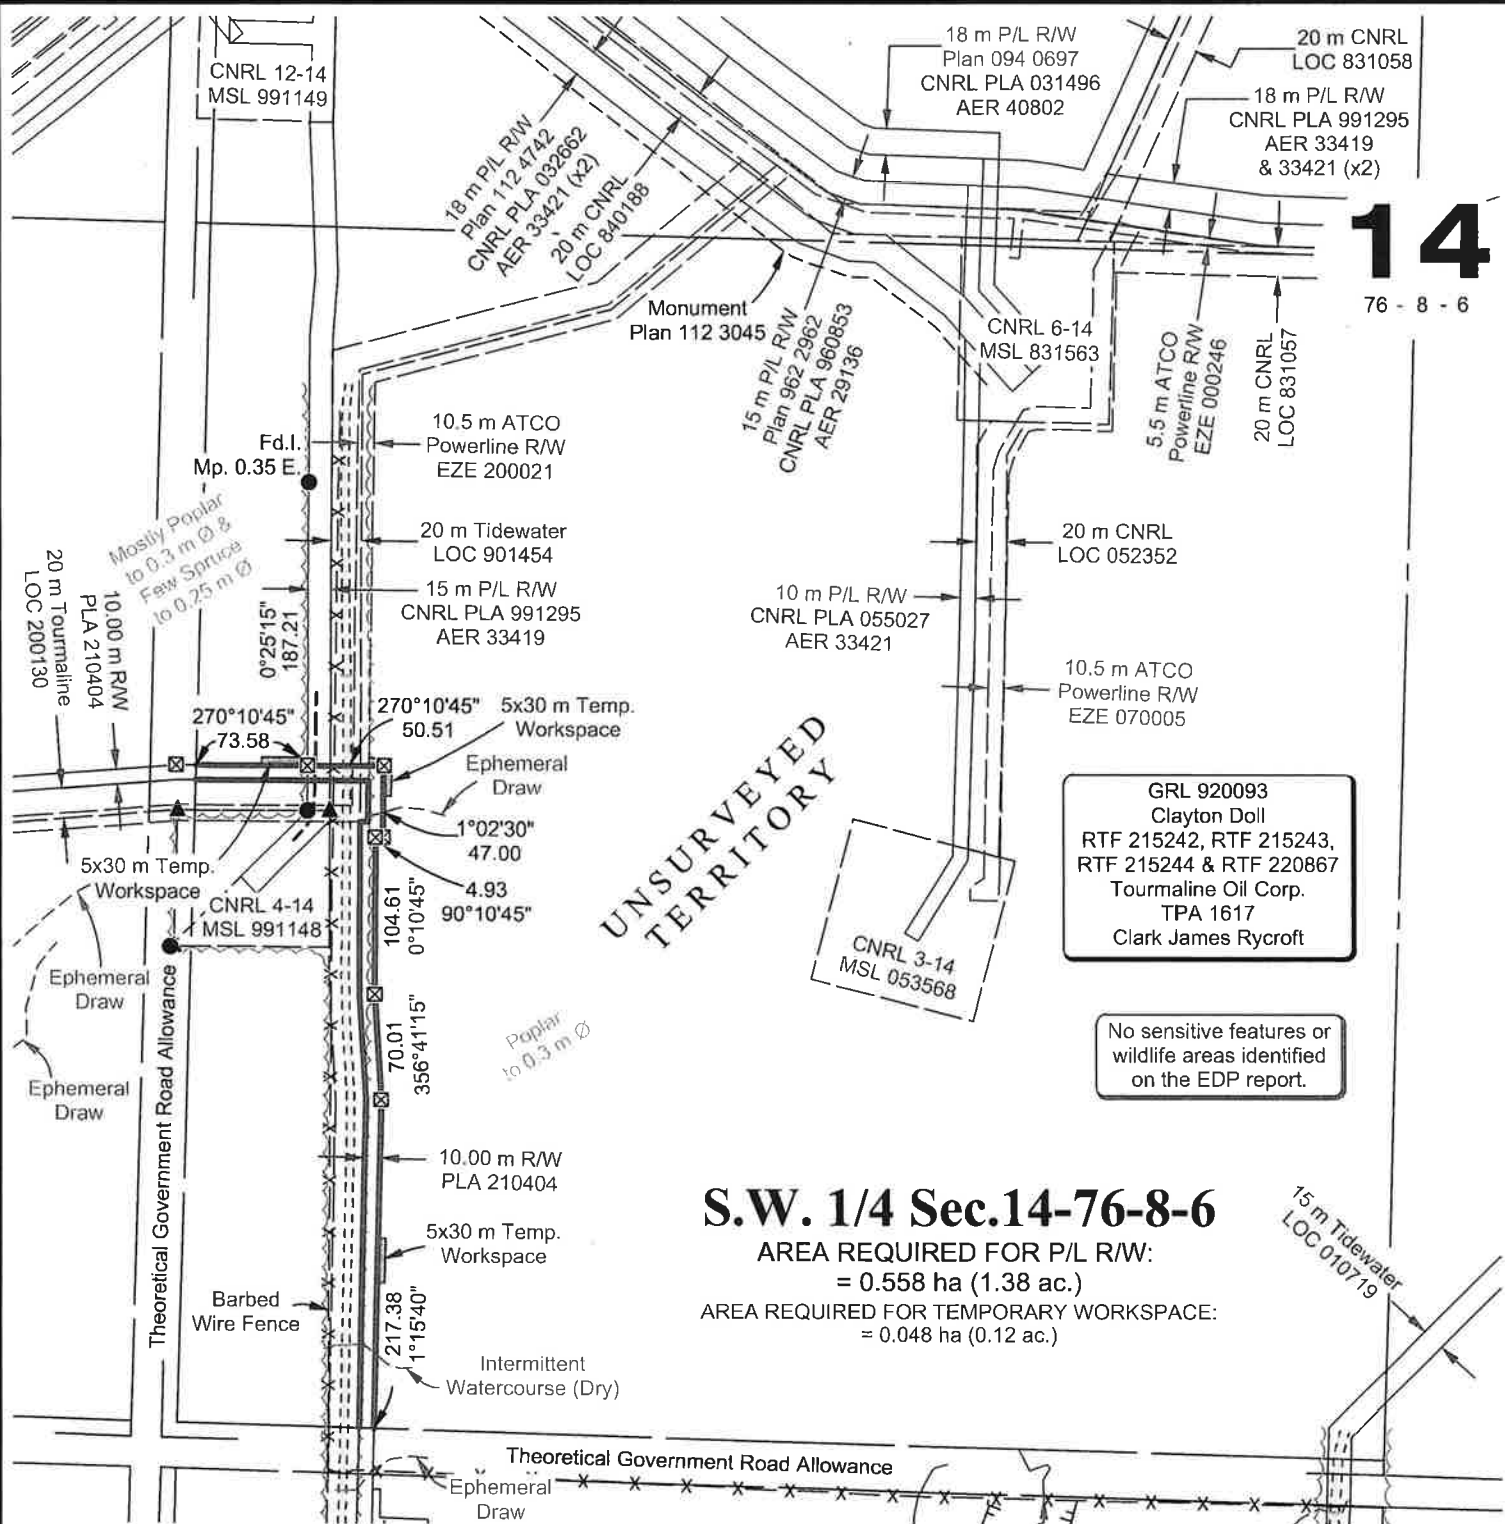 CNRL 12-14
MSL 991149
18 m P/L R/W
Plan 112 4742
CNRL PLA 032662
AER 33421 (x2)
20 m CNRL
LOC 840188
18 m P/L R/W
Plan 094 0697
CNRL PLA 031496
AER 40802
20 m CNRL
LOC 831058
18 m P/L R/W
CNRL PLA 991295
AER 33419
& 33421 (x2)
14
76 - 8 - 6
Monument
Plan 112 3045
15 m P/L R/W
Plan 962 2962
CNRL PLA 960853
AER 29136
CNRL 6-14
MSL 831563
5.5 m ATCO
Powerline R/W
EZE 000246
20 m CNRL
LOC 831057
Fd.I.
Mp. 0.35 E.
10.5 m ATCO
Powerline R/W
EZE 200021
Mostly Poplar
to 0.3 m Ø &
Few Spruce
to 0.25 m Ø
20 m Tidewater
LOC 901454
15 m P/L R/W
CNRL PLA 991295
AER 33419
20 m CNRL
LOC 052352
10 m P/L R/W
CNRL PLA 055027
AER 33421
10.5 m ATCO
Powerline R/W
EZE 070005
20 m Tourmaline
LOC 200130
10.00 m R/W
PLA 210404
0°25'15"
187.21
270°10'45"
73.58
270°10'45"
50.51
5x30 m Temp.
Workspace
Ephemeral
Draw
1°02'30"
47.00
4.93
90°10'45"
5x30 m Temp.
Workspace
CNRL 4-14
MSL 991148
104.61
0°10'45"
UNSURVEYED
TERRITORY
GRL 920093
Clayton Doll
RTF 215242, RTF 215243,
RTF 215244 & RTF 220867
Tourmaline Oil Corp.
TPA 1617
Clark James Rycroft
CNRL 3-14
MSL 053568
Ephemeral
Draw
Ephemeral
Draw
Theoretical Government Road Allowance
70.01
356°41'15"
Poplar
to 0.3 m Ø
No sensitive features or
wildlife areas identified
on the EDP report.
10.00 m R/W
PLA 210404
5x30 m Temp.
Workspace
S.W. 1/4 Sec.14-76-8-6
AREA REQUIRED FOR P/L R/W:
= 0.558 ha (1.38 ac.)
AREA REQUIRED FOR TEMPORARY WORKSPACE:
= 0.048 ha (0.12 ac.)
15 m Tidewater
LOC 010719
Barbed
Wire Fence
217.38
1°15'40"
Intermittent
Watercourse (Dry)
Theoretical Government Road Allowance
Ephemeral
Draw